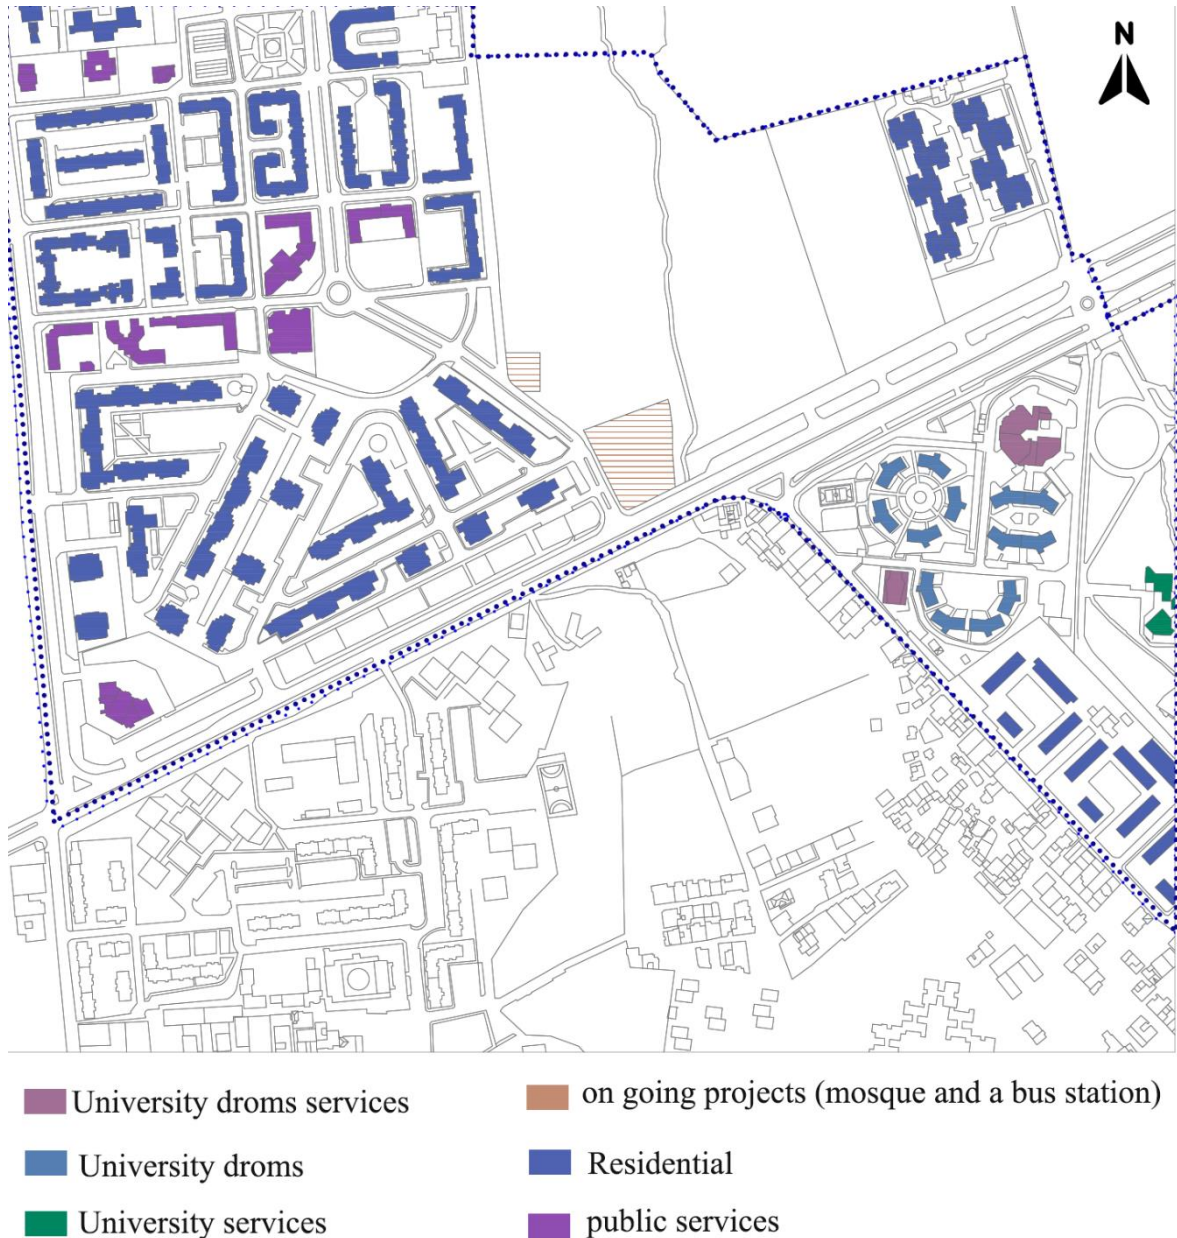 N
University droms services
on going projects (mosque and a bus station)
University droms
Residential
University services
public services